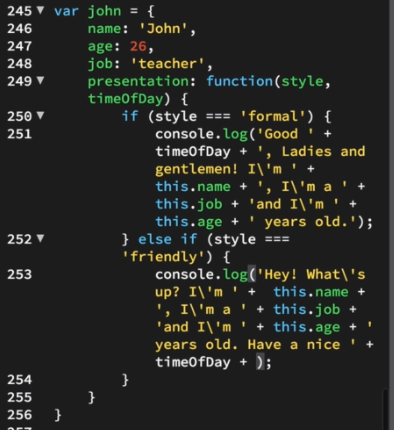 245 var john = {
246 name: 'John',
247 age: 26,
248 job: 'teacher',
249 presentation: function(style,
timeOfDay) {
250 if (style === 'formal') {
251 console.log('Good ' +
timeOfDay + ', Ladies and
gentlemen! I\'m ' +
this.name + ', I\'m a ' +
this.job + 'and I\'m ' +
this.age + ' years old.');
252 } else if (style ===
'friendly') {
253 console.log('Hey! What\'s
up? I\'m ' +  this.name +
', I\'m a ' + this.job +
'and I\'m ' + this.age + '
years old. Have a nice ' +
timeOfDay + );
254 }
255 }
256 }
257